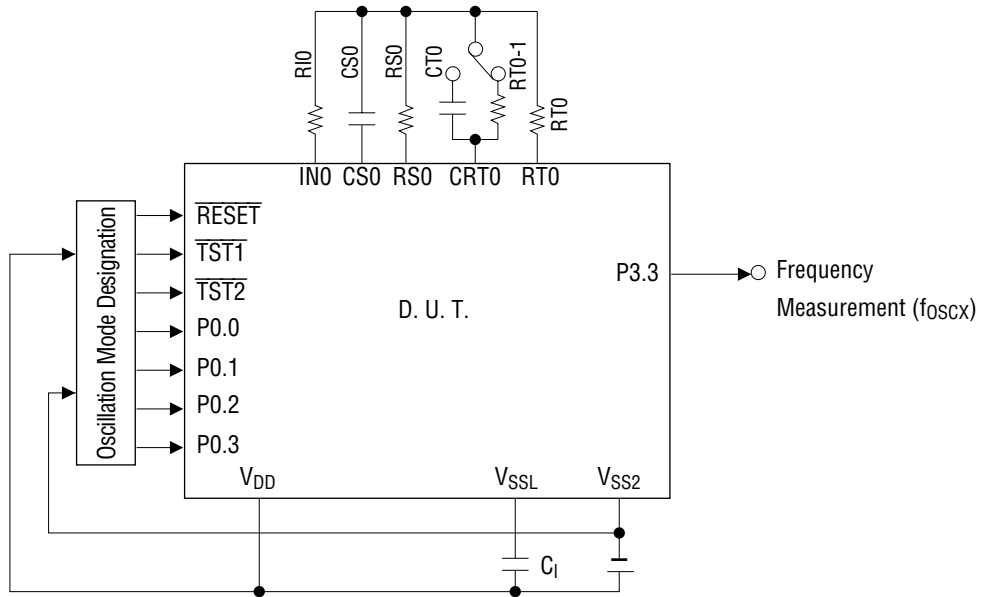 RI0
CS0
RS0
CT0
RT0-1
RT0
IN0 CS0 RS0 CRT0 RT0
Oscillation Mode Designation
RESET
TST1
TST2
P0.0
P0.1
P0.2
P0.3
D. U. T.
P3.3
Frequency
Measurement (fOSCX)
VDD
VSSL
VSS2
Cl